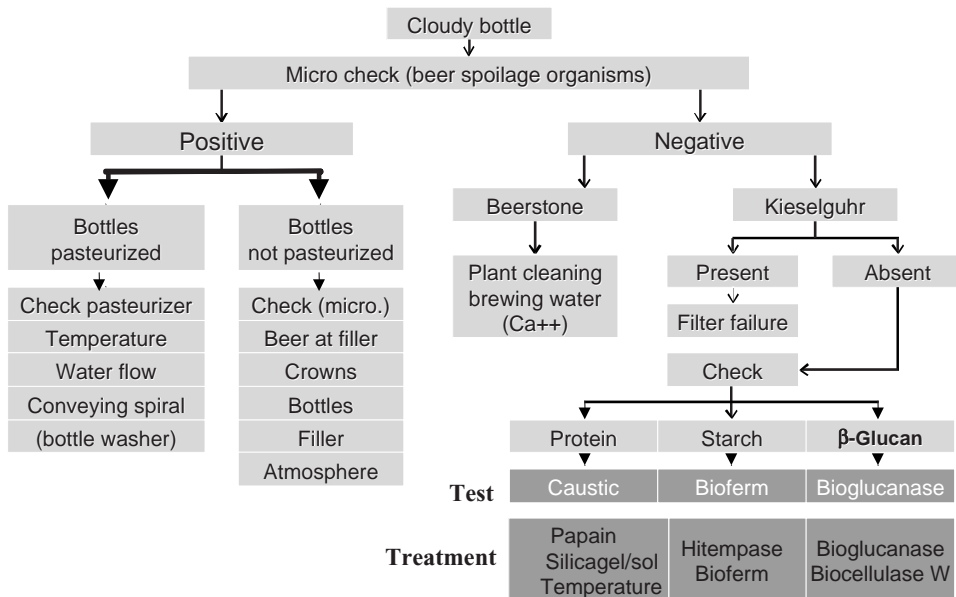 Cloudy bottle
Micro check (beer spoilage organisms)
Positive
Negative
Bottles
pasteurized
Bottles
not pasteurized
Beerstone
Kieselguhr
Check pasteurizer
Temperature
Water flow
Conveying spiral
(bottle washer)
Check (micro.)
Beer at filler
Crowns
Bottles
Filler
Atmosphere
Plant cleaning
brewing water
(Ca++)
Present
Absent
Filter failure
Check
Protein
Starch
β-Glucan
Test
Caustic
Bioferm
Bioglucanase
Treatment
Papain
Silicagel/sol
Temperature
Hitempase
Bioferm
Bioglucanase
Biocellulase W